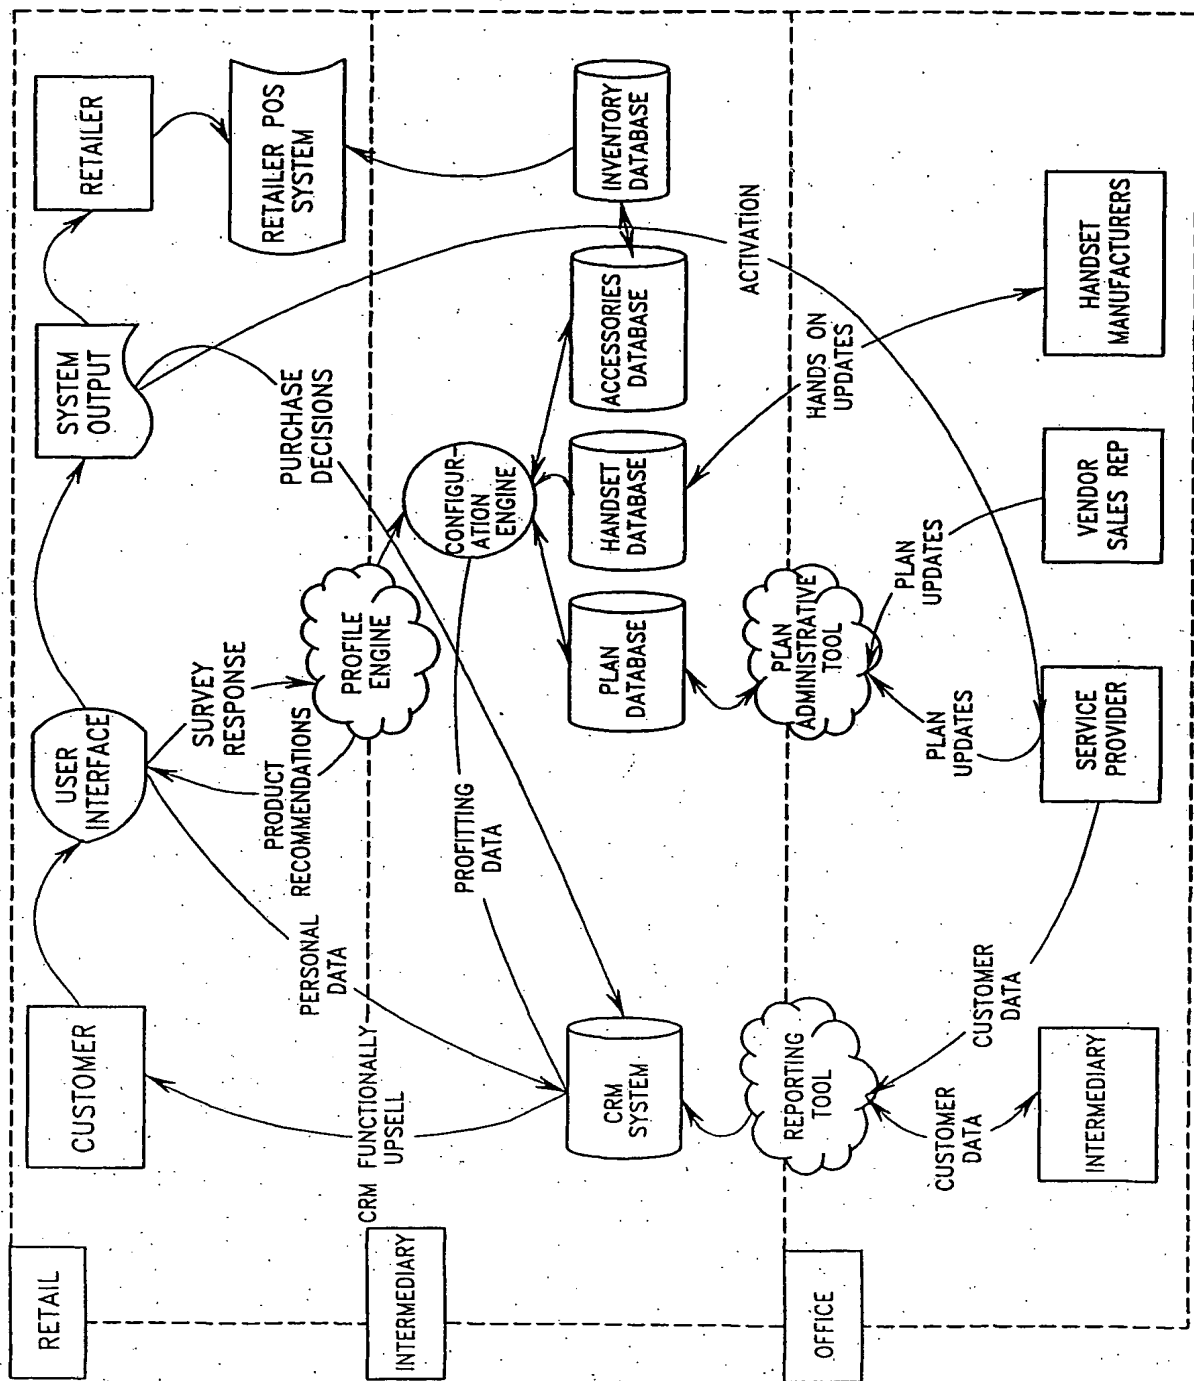 RETAIL
CUSTOMER
USER
INTERFACE
SYSTEM
OUTPUT
RETAILER
RETAILER POS
SYSTEM
SURVEY
RESPONSE
PRODUCT
RECOMMENDATIONS
PERSONAL
DATA
PURCHASE
DECISIONS
CRM FUNCTIONALLY
UPSELL
INTERMEDIARY
PROFILE
ENGINE
CONFIGUR-
ATION
ENGINE
PROFITTING
DATA
CRM
SYSTEM
PLAN
DATABASE
HANDSET
DATABASE
ACCESSORIES
DATABASE
INVENTORY
DATABASE
ACTIVATION
OFFICE
REPORTING
TOOL
PLAN
ADMINISTRATIVE
TOOL
HANDS ON
UPDATES
PLAN
UPDATES
PLAN
UPDATES
CUSTOMER
DATA
CUSTOMER
DATA
INTERMEDIARY
SERVICE
PROVIDER
VENDOR
SALES REP
HANDSET
MANUFACTURERS